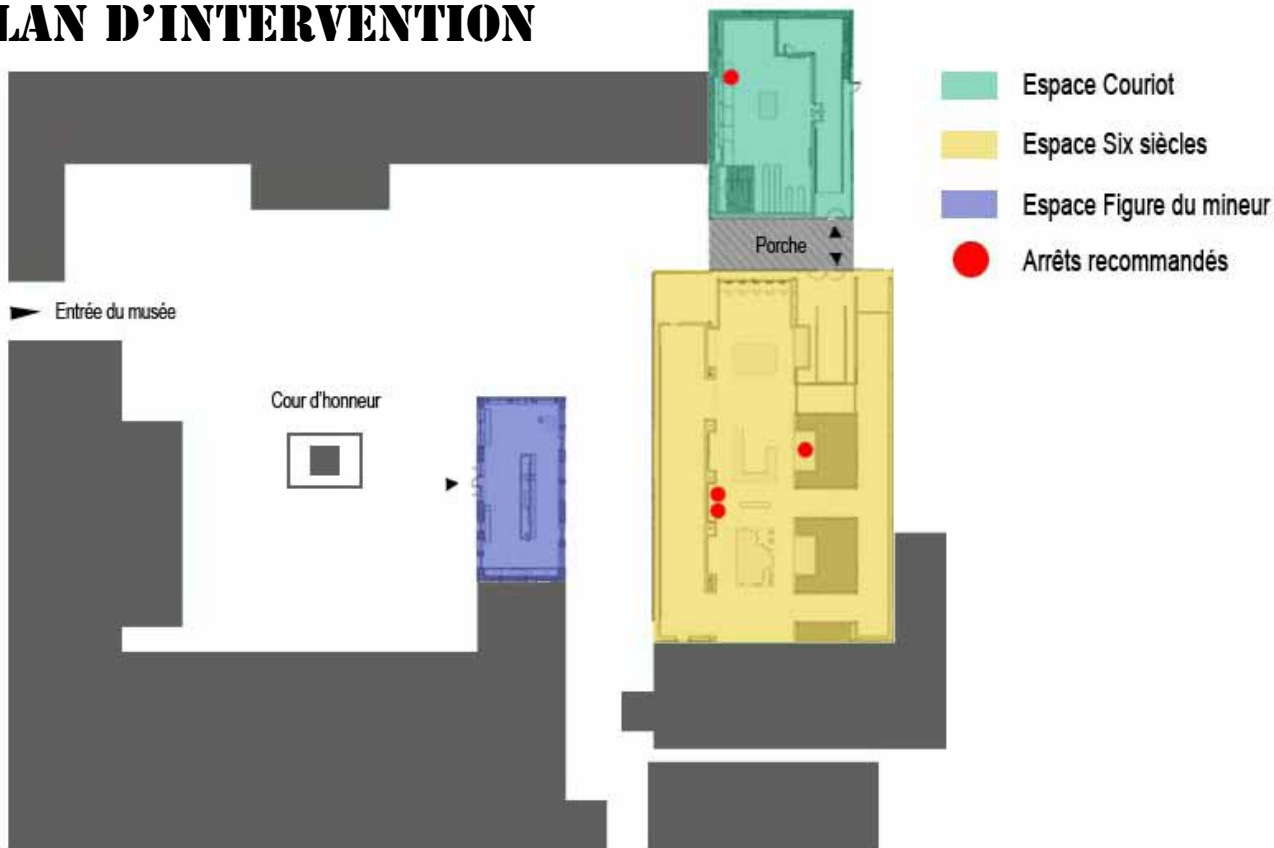 LAN D'INTERVENTION
Espace Couriot
Espace Six siècles
Espace Figure du mineur
Arrêts recommandés
Porche
Entrée du musée
Cour d'honneur